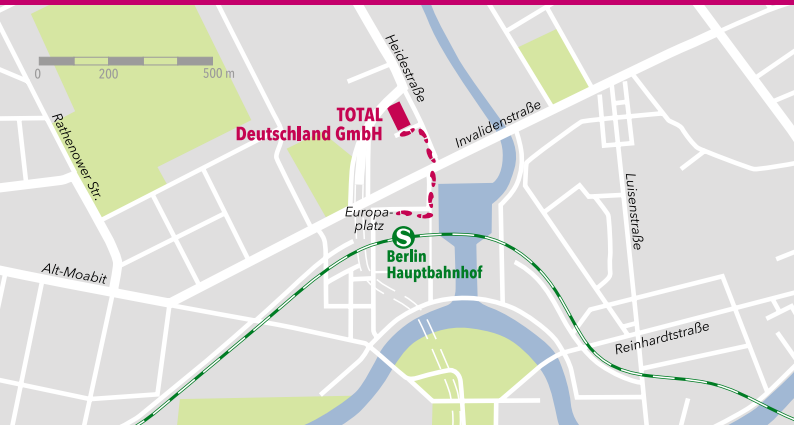 Heidestraße
0 200 500 m
TOTAL
Deutschland GmbH
Invalidenstraße
Rathenower Str.
Luisenstraße
Europa-
platz
S
Berlin
Hauptbahnhof
Alt-Moabit
Reinhardtstraße